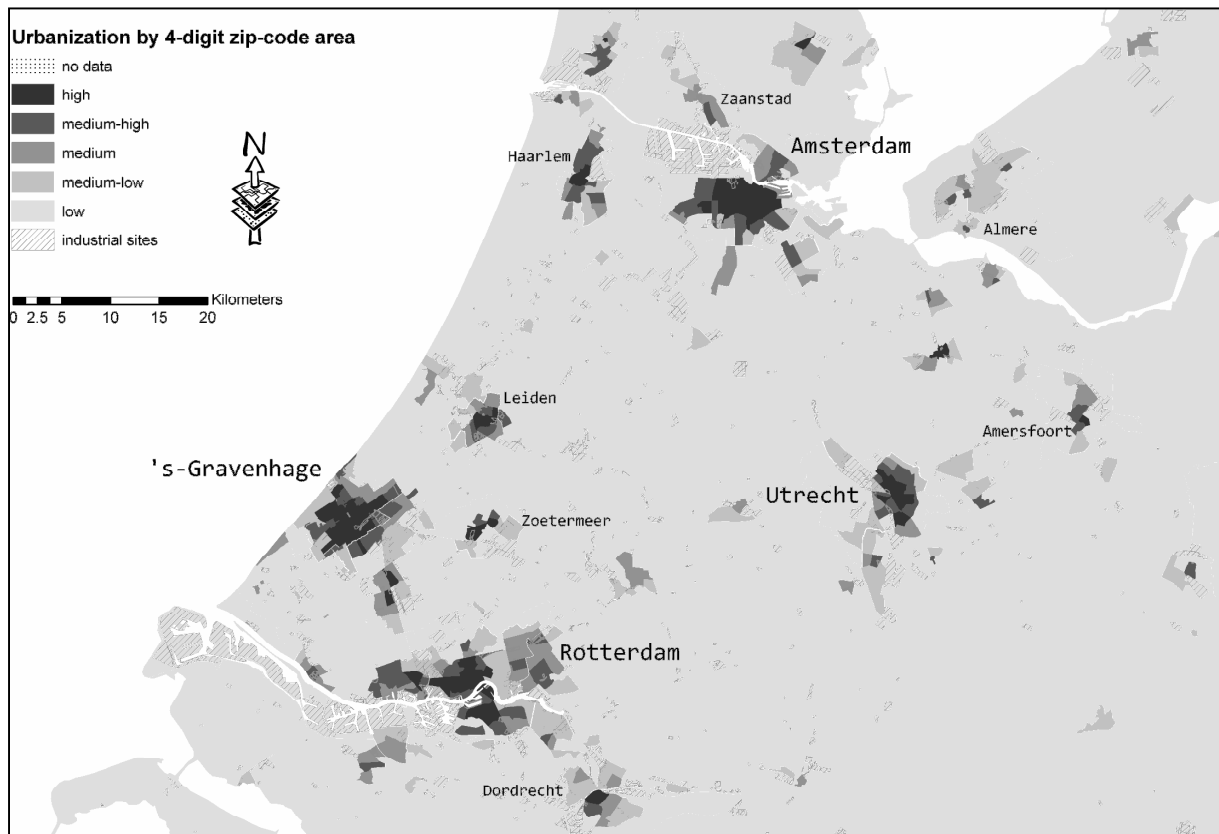 Urbanization by 4-digit zip-code area
no data
high
medium-high
medium
medium-low
low
industrial sites
N
Kilometers
0 2.5 5 10 15 20
Zaanstad
Amsterdam
Haarlem
Almere
Leiden
Amersfoort
's-Gravenhage
Utrecht
Zoetermeer
Rotterdam
Dordrecht